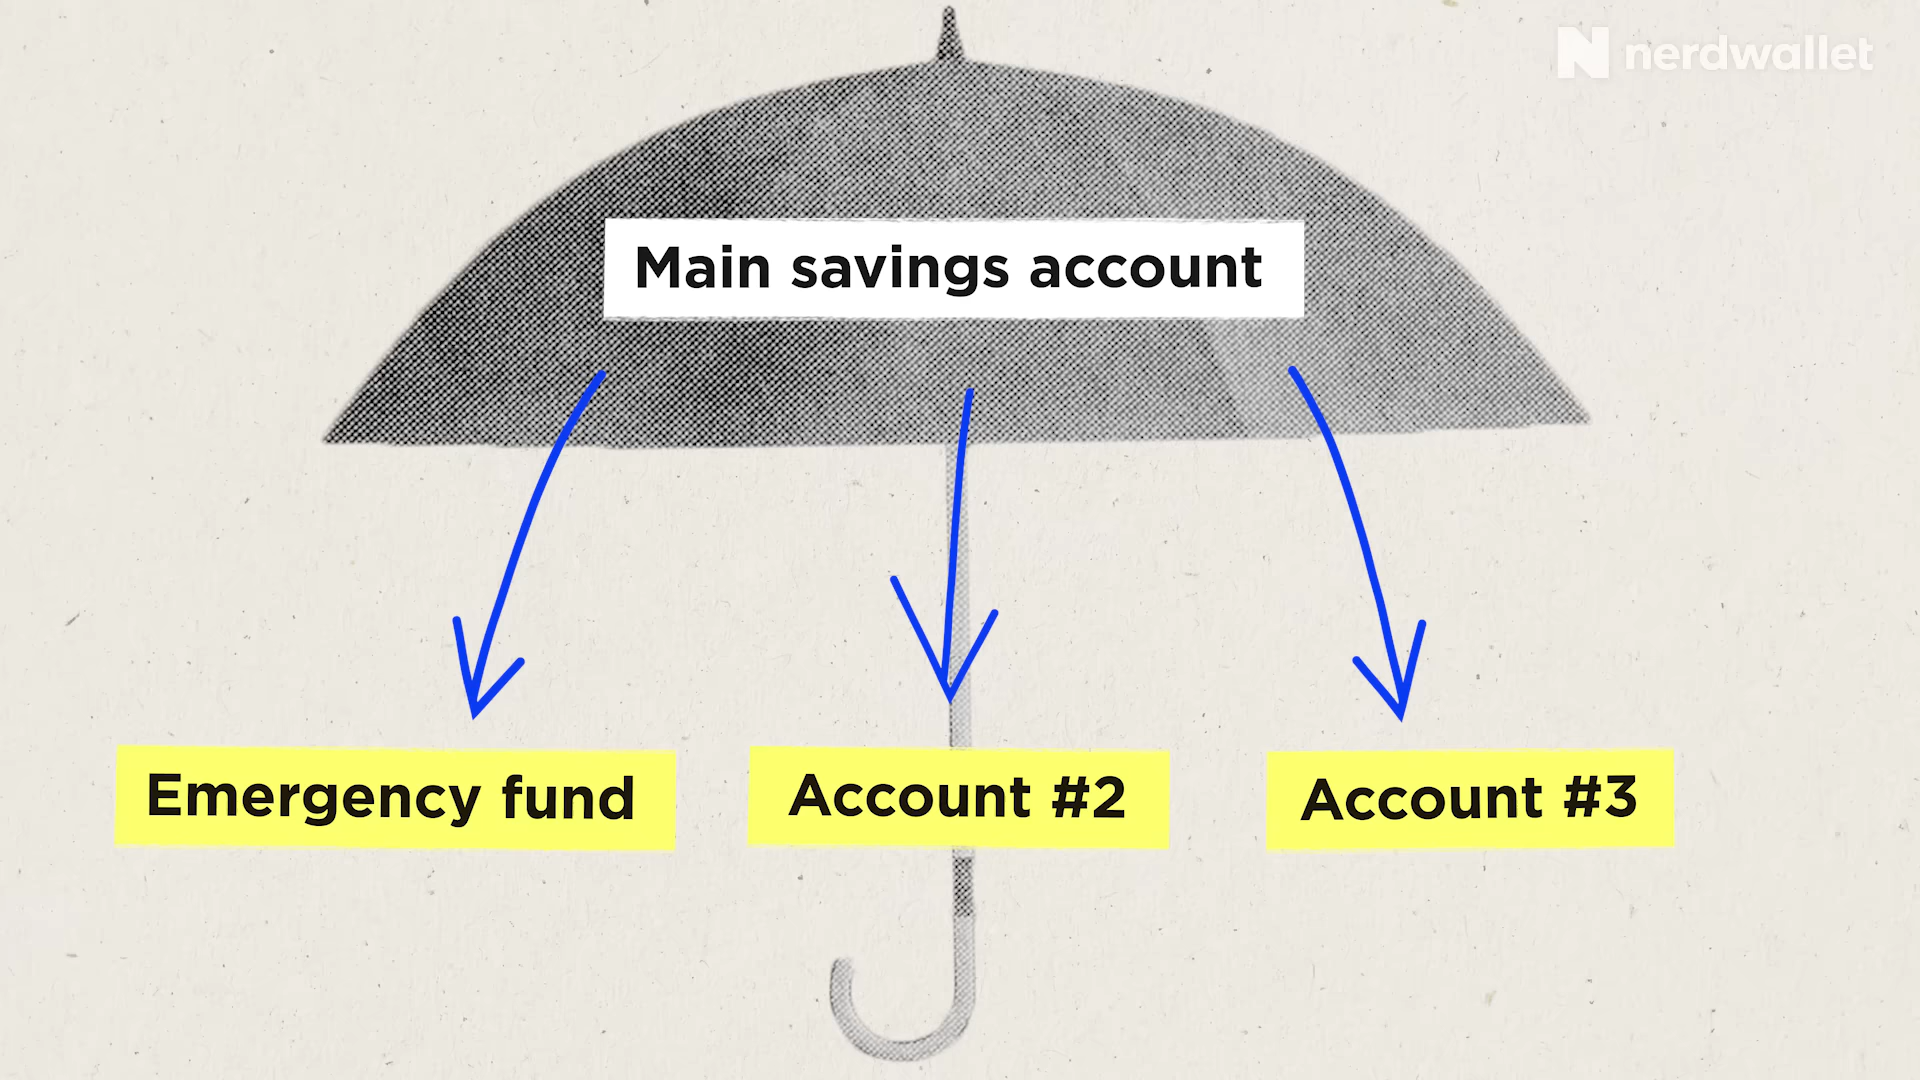 nerdwallet
Main savings account
Emergency fund
Account #2
Account #3